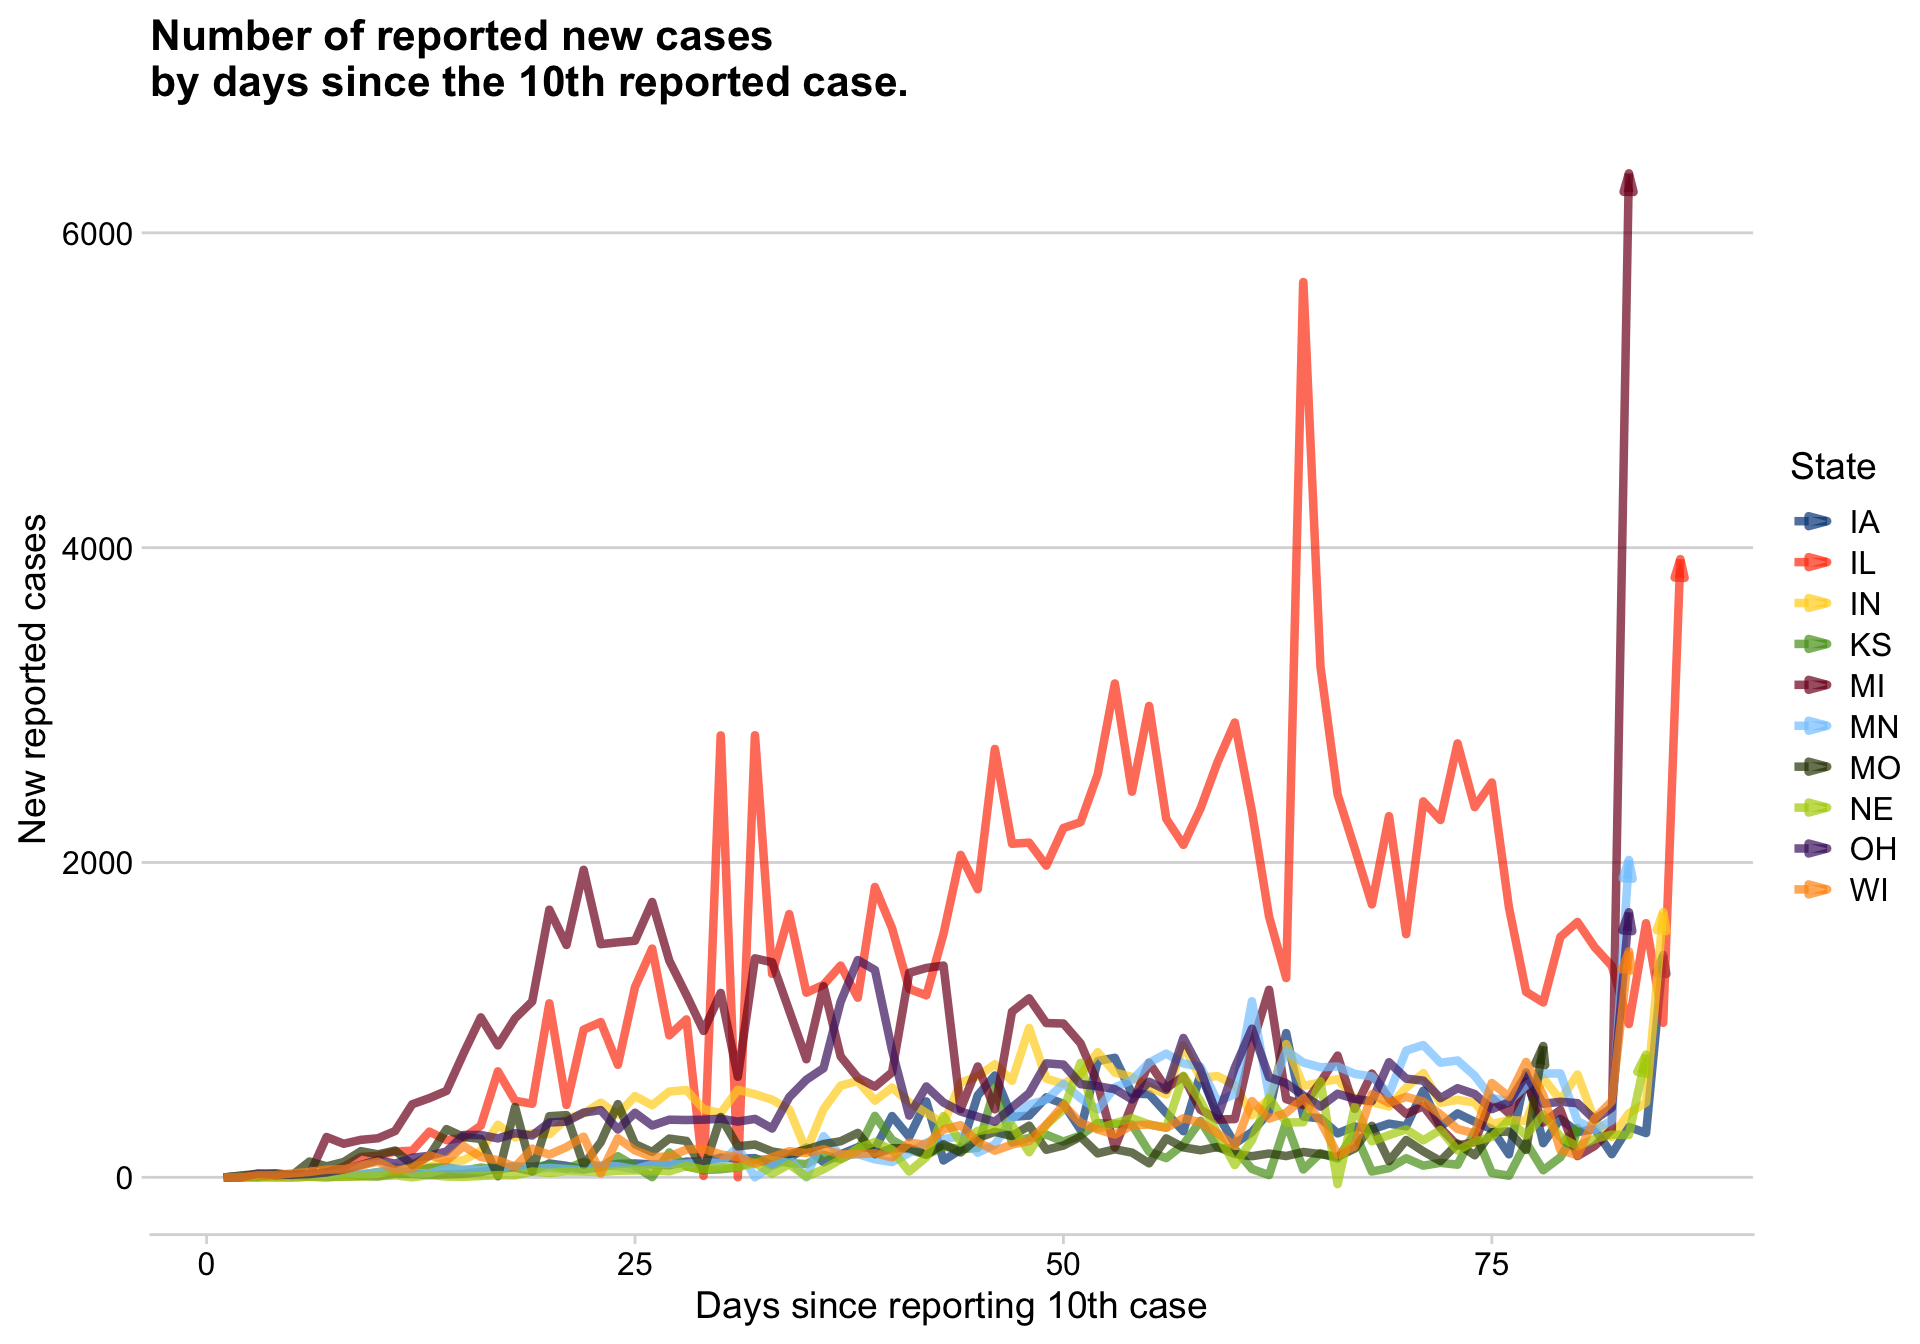 Number of reported new cases
by days since the 10th reported case.
6000
4000
2000
0
New reported cases
0 25 50 75
Days since reporting 10th case
State
IA
IL
IN
KS
MI
MN
MO
NE
OH
WI